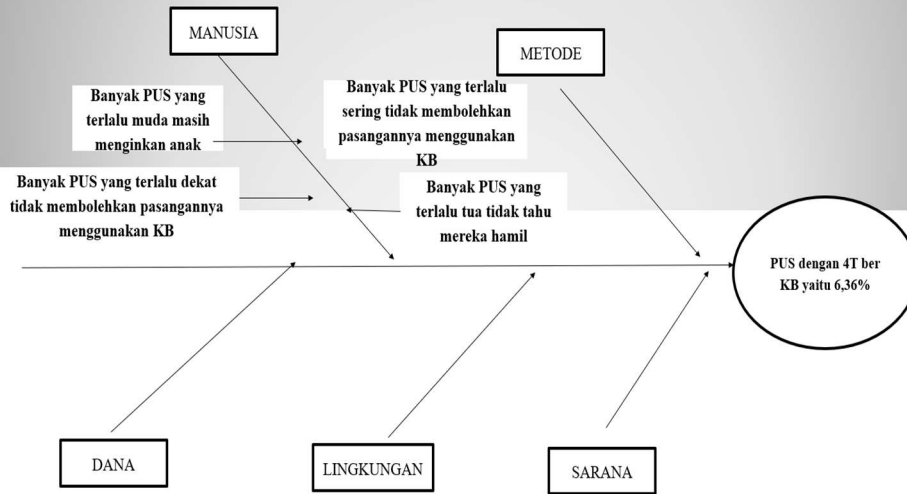 MANUSIA
METODE
Banyak PUS yang
terlalu muda masih
menginkan anak
Banyak PUS yang terlalu
sering tidak membolehkan
pasangannya menggunakan
KB
Banyak PUS yang terlalu dekat
tidak membolehkan pasangannya
menggunakan KB
Banyak PUS yang
terlalu tua tidak tahu
mereka hamil
PUS dengan 4T ber
KB yaitu 6,36%
DANA
LINGKUNGAN
SARANA